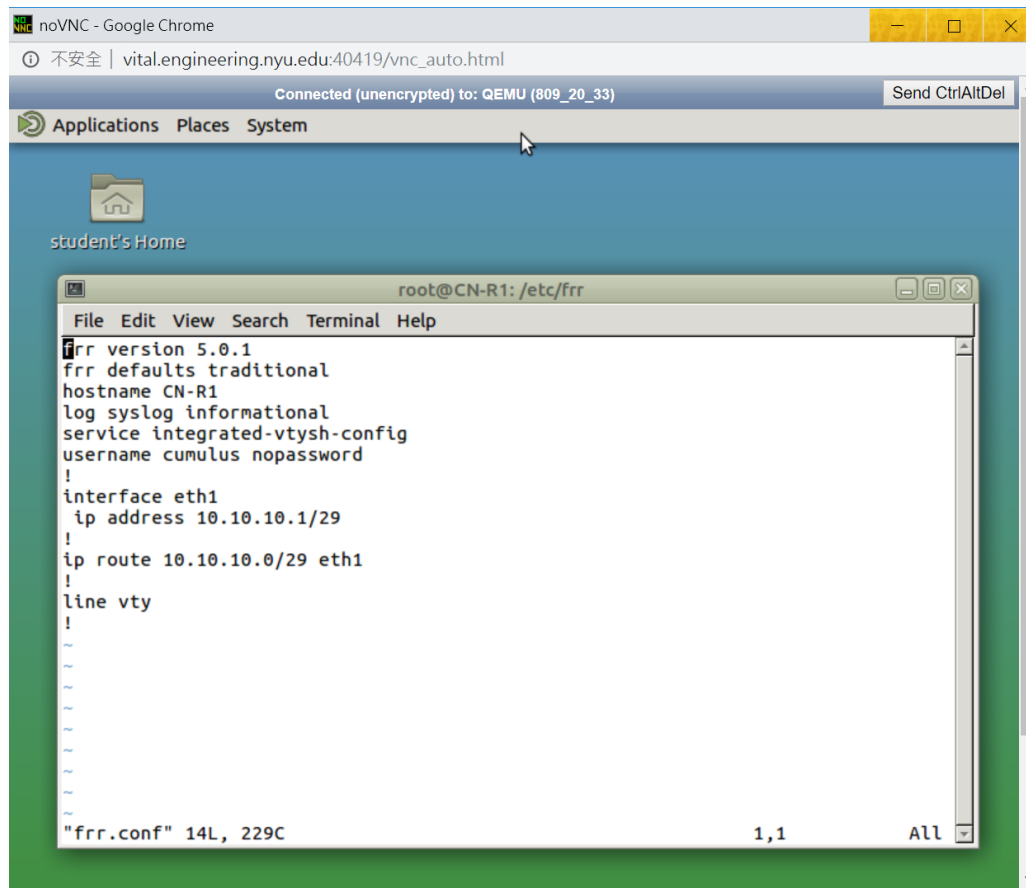 noVNC - Google Chrome
不安全 | vital.engineering.nyu.edu:40419/vnc_auto.html
Connected (unencrypted) to: QEMU (809_20_33)
Send CtrlAltDel
Applications Places System
student's Home
root@CN-R1: /etc/frr
File Edit View Search Terminal Help
frr version 5.0.1
frr defaults traditional
hostname CN-R1
log syslog informational
service integrated-vtysh-config
username cumulus nopassword
!
interface eth1
 ip address 10.10.10.1/29
!
ip route 10.10.10.0/29 eth1
!
line vty
!
~
~
~
~
~
~
~
~
~
"frr.conf" 14L, 229C 1,1 All